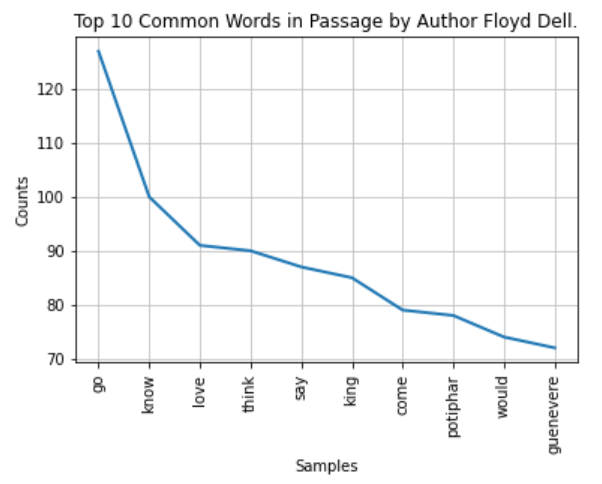 Top 10 Common Words in Passage by Author Floyd Dell.
120
110
100
90
80
70
Counts
go
know
love
think
say
king
come
potiphar
would
guenevere
Samples